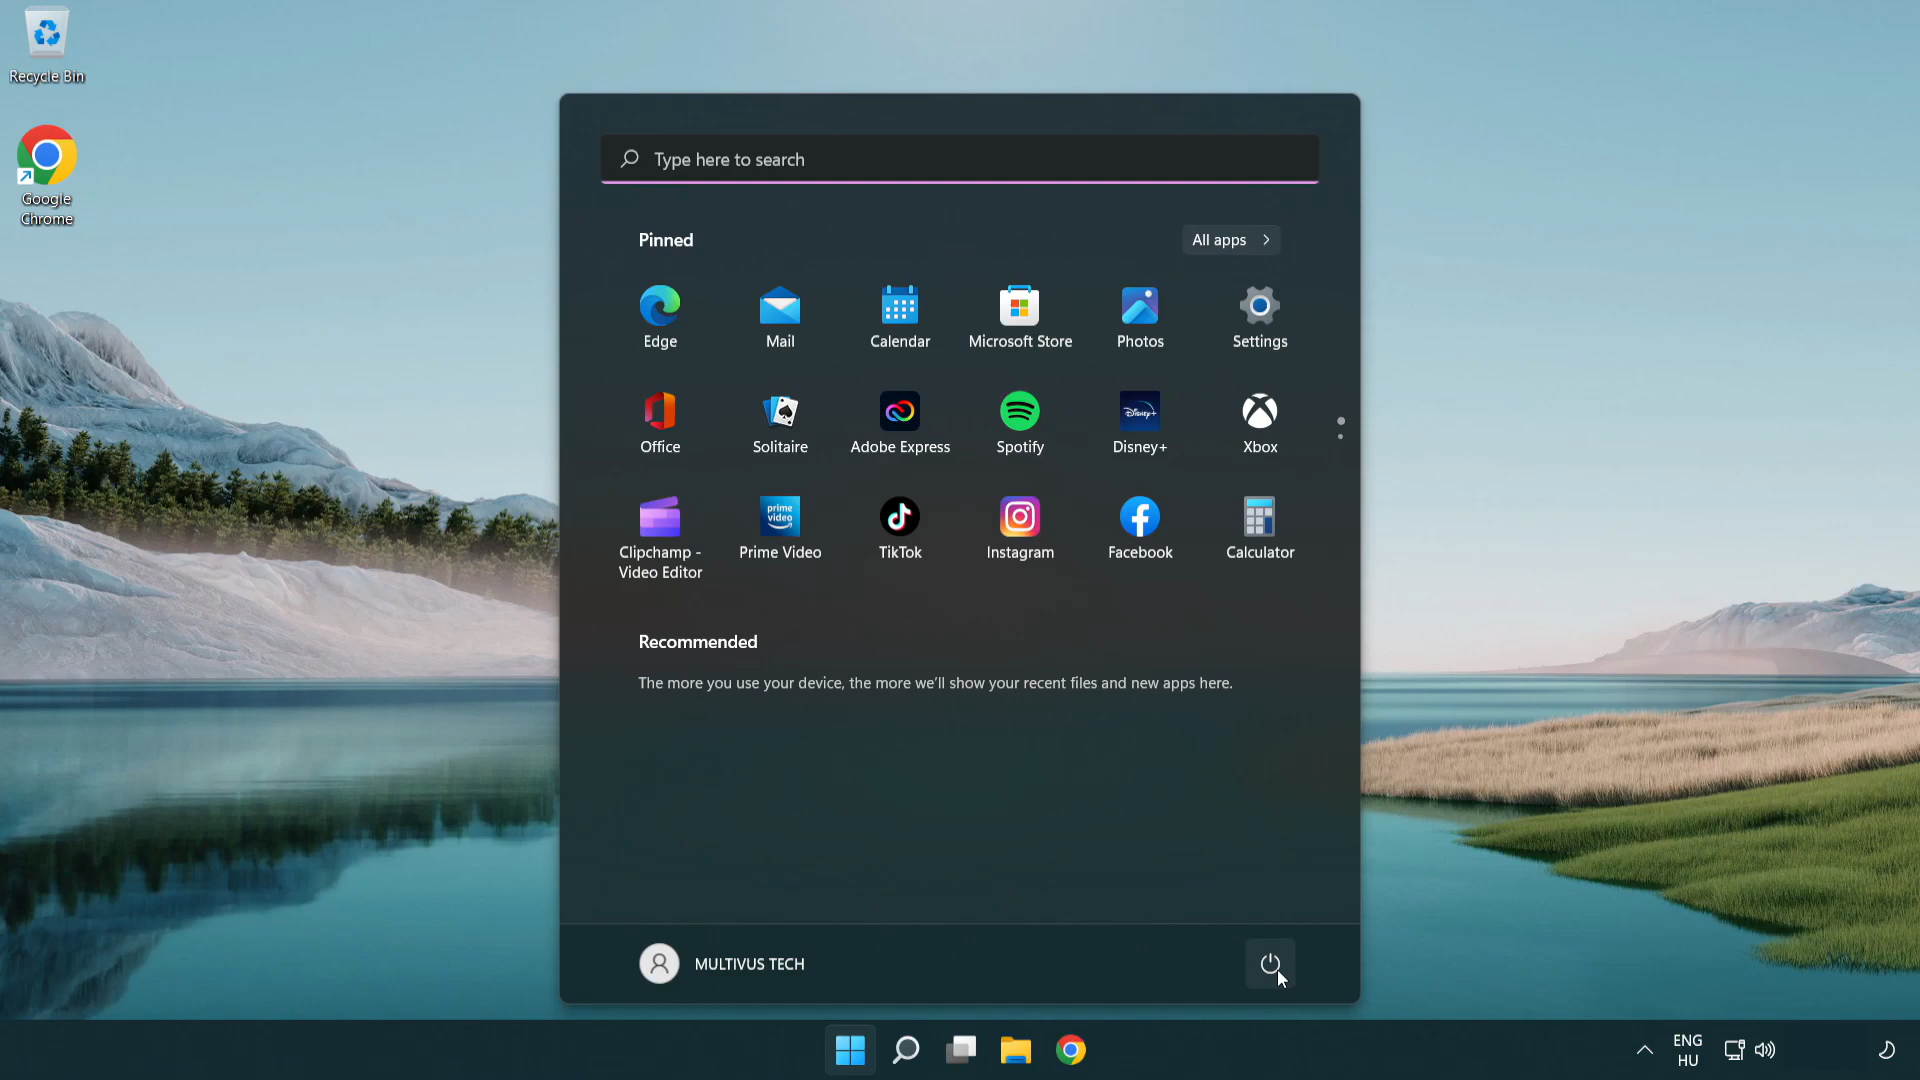 Recycle Bin
Google
Chrome
Type here to search
Pinned
All apps
Edge
Mail
Calendar
Microsoft Store
Photos
Settings
Office
Solitaire
Adobe Express
Spotify
Disney+
Disney+
Xbox
Clipchamp -
Video Editor
prime
video
Prime Video
TikTok
Instagram
Facebook
Calculator
Recommended
The more you use your device, the more we’ll show your recent files and new apps here.
MULTIVUS TECH
ENG
HU